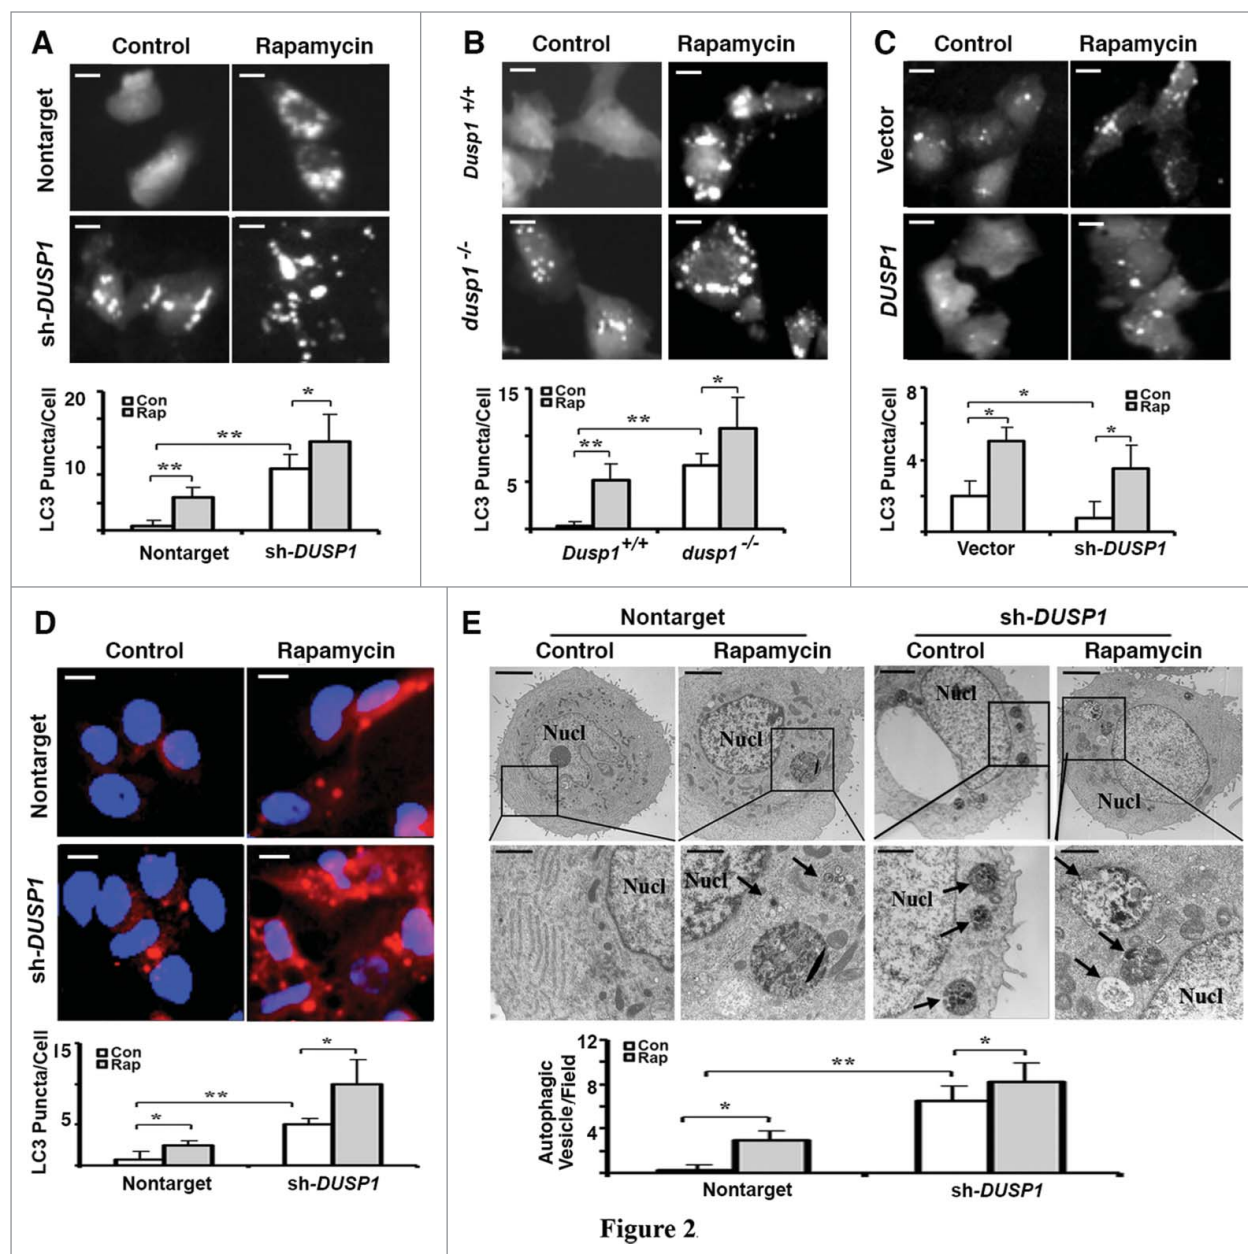 A
Control Rapamycin
Nontarget
sh-DUSP1
LC3 Puncta/Cell
20
10
Con
Rap
**
**
*
Nontarget sh-DUSP1
B
Control Rapamycin
Dusp1 +/+
dusp1 -/-
LC3 Puncta/Cell
15
5
Con
Rap
**
**
*
Dusp1+/+ dusp1-/-
C
Control Rapamycin
Vector
DUSP1
LC3 Puncta/Cell
8
4
0
Con
Rap
*
*
*
Vector sh-DUSP1
D
Control Rapamycin
Nontarget
sh-DUSP1
LC3 Puncta/Cell
15
5
Con
Rap
*
**
*
Nontarget sh-DUSP1
E
Nontarget sh-DUSP1
Control Rapamycin Control Rapamycin
Nucl Nucl Nucl Nucl
Nucl Nucl Nucl Nucl
Autophagic
Vesicle/Field
12
8
4
Con
Rap
*
**
*
Nontarget sh-DUSP1
Figure 2.